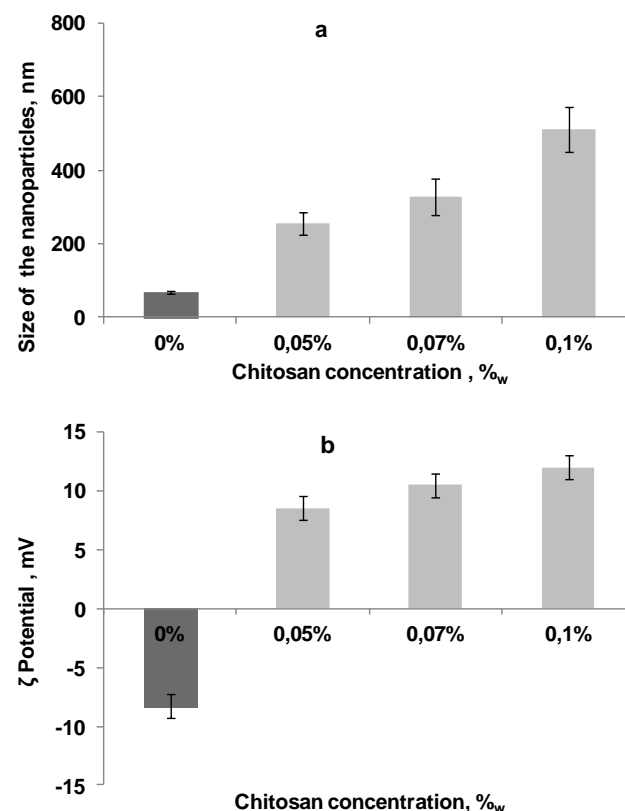 a
800
600
400
200
0
Size of the nanoparticles, nm
0% 0,05% 0,07% 0,1%
Chitosan concentration , %w
b
15
10
5
0
-5
-10
-15
ζ Potential , mV
0% 0,05% 0,07% 0,1%
Chitosan concentration, %w